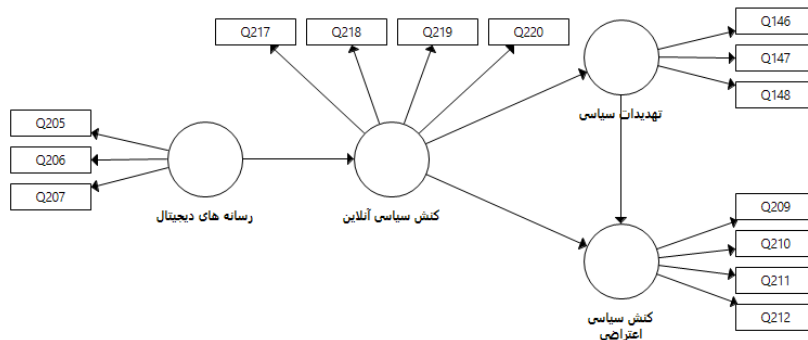 Q217
Q218
Q219
Q220
Q146
Q147
Q148
تهدیدات سیاسی
Q205
Q206
Q207
رسانه های دیجیتال
کنش سیاسی آنلاین
Q209
Q210
Q211
Q212
کنش سیاسی
اعتراضی